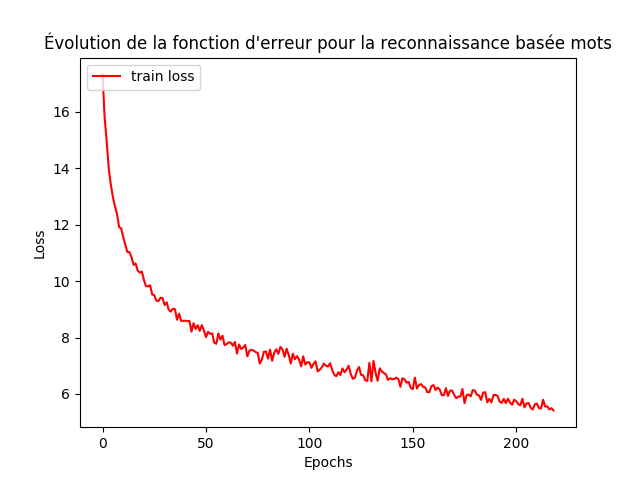 Évolution de la fonction d'erreur pour la reconnaissance basée mots
train loss
16
14
12
10
8
6
Loss
0 50 100 150 200
Epochs